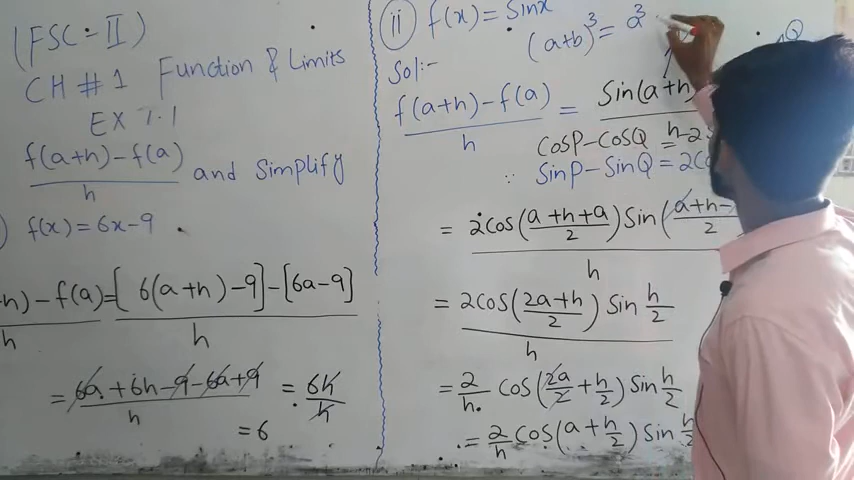 (FSC - II)
CH # 1 Function & Limits
EX 1.1
f(a+h) - f(a)
h
and Simplify
) f(x) = 6x - 9
h) - f(a) = [6(a+h) - 9] - [6a - 9]
h h
= 6a + 6h - 9 - 6a + 9 = 6h
h h
= 6
(ii) f(x) = Sinx
(a+b)³ = a³
Sol:-
f(a+h) - f(a) = Sin(a+h)
h
CosP - CosQ = -2S
∵ SinP - SinQ = 2Co
= 2Cos(a+h+a) Sin(a+h-
2 2
h
= 2Cos(2a+h) Sin h
2 2
h
= 2 Cos(2a + h) Sin h
h 2 2 2
= 2 Cos(a + h) Sin h
h 2